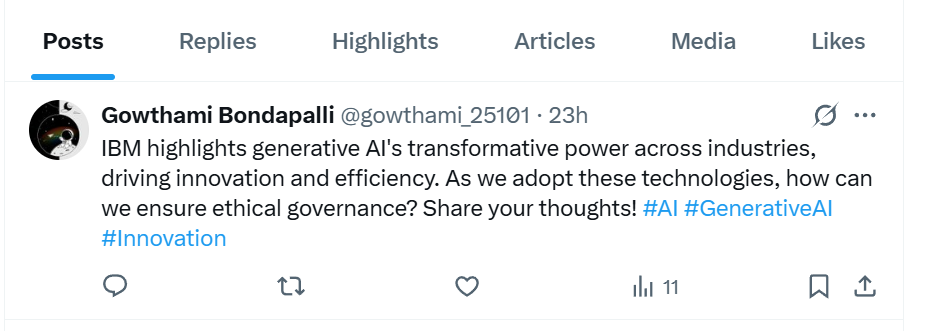 Posts Replies Highlights Articles Media Likes
Gowthami Bondapalli @gowthami_25101 · 23h
IBM highlights generative AI's transformative power across industries,
driving innovation and efficiency. As we adopt these technologies, how can
we ensure ethical governance? Share your thoughts! #AI #GenerativeAI
#Innovation
11